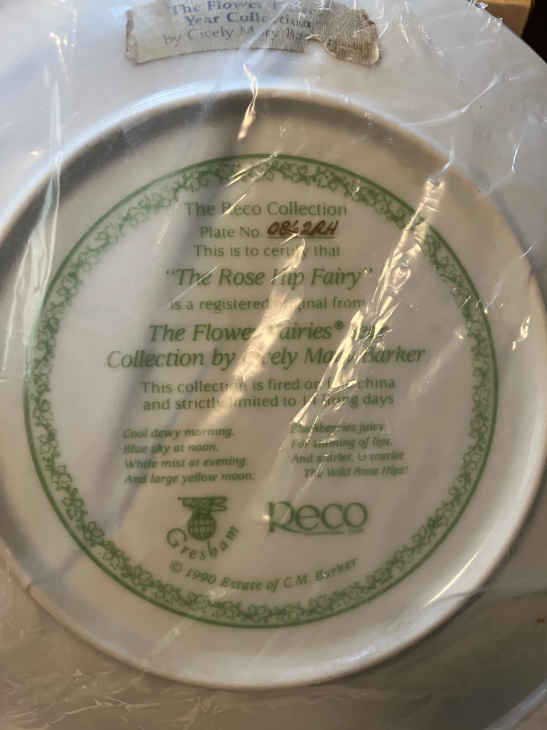 The Flower
Year Collection
by Cicely Mary
The Reco Collection
Plate No. 0862RH
This is to certify that
"The Rose Hip Fairy"
is a registered original from
The Flower Fairies® Year
Collection by Cicely Mary Barker
This collection is fired on china
and strictly limited to firing days
Cool dewy morning,
Blue sky at noon,
White mist at evening,
And large yellow moon;
Blackberries juicy
For staining of lips,
And scarlet, O scarlet
The Wild Rose Hips!
Gresham
Reco
© 1990 Estate of C.M. Barker